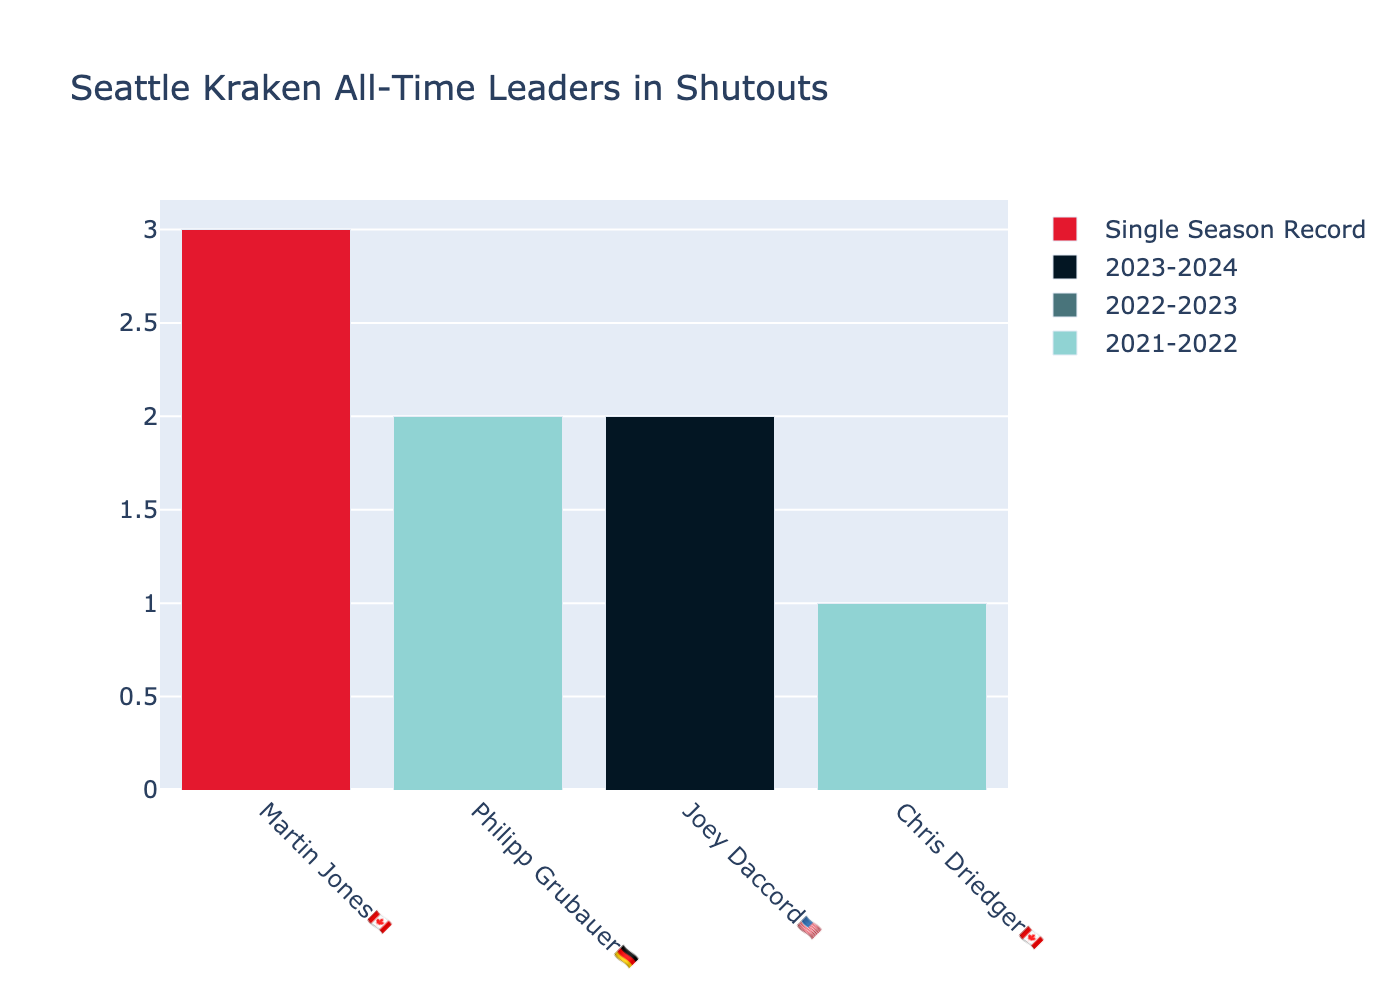 Seattle Kraken All-Time Leaders in Shutouts
3
2.5
2
1.5
1
0.5
0
Martin Jones🇨🇦
Philipp Grubauer🇩🇪
Joey Daccord🇺🇸
Chris Driedger🇨🇦
Single Season Record
2023-2024
2022-2023
2021-2022